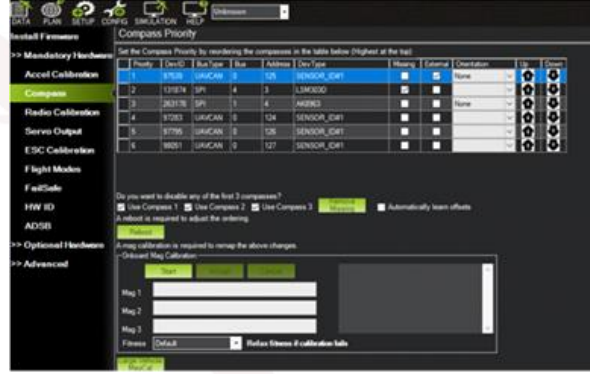 DATA PLAN SETUP CONFIG SIMULATION HELP
Unknown
Install Firmware
>> Mandatory Hardware
Accel Calibration
Compass
Radio Calibration
Servo Output
ESC Calibration
Flight Modes
FailSafe
HW ID
ADSB
>> Optional Hardware
>> Advanced
Compass Priority
Set the Compass Priority by reordering the compasses in the table below (Highest at the top)
Priority DevID BusType Bus Address DevType Missing External Orientation Up Down
1 97539 UAVCAN 0 125 SENSOR_ID#1 None
2 131874 SPI 4 3 LSM303D
3 263178 SPI 1 4 AK8963 None
4 97283 UAVCAN 0 124 SENSOR_ID#1
5 97795 UAVCAN 0 126 SENSOR_ID#1
6 98051 UAVCAN 0 127 SENSOR_ID#1
Do you want to disable any of the first 3 compasses?
Use Compass 1 Use Compass 2 Use Compass 3 Remove Missing Automatically learn offsets
A reboot is required to adjust the ordering.
Reboot
A mag calibration is required to remap the above changes.
Onboard Mag Calibration
Start Accept Cancel
Mag 1
Mag 2
Mag 3
Fitness Default Relax fitness if calibration fails
Large Vehicle
MagCal